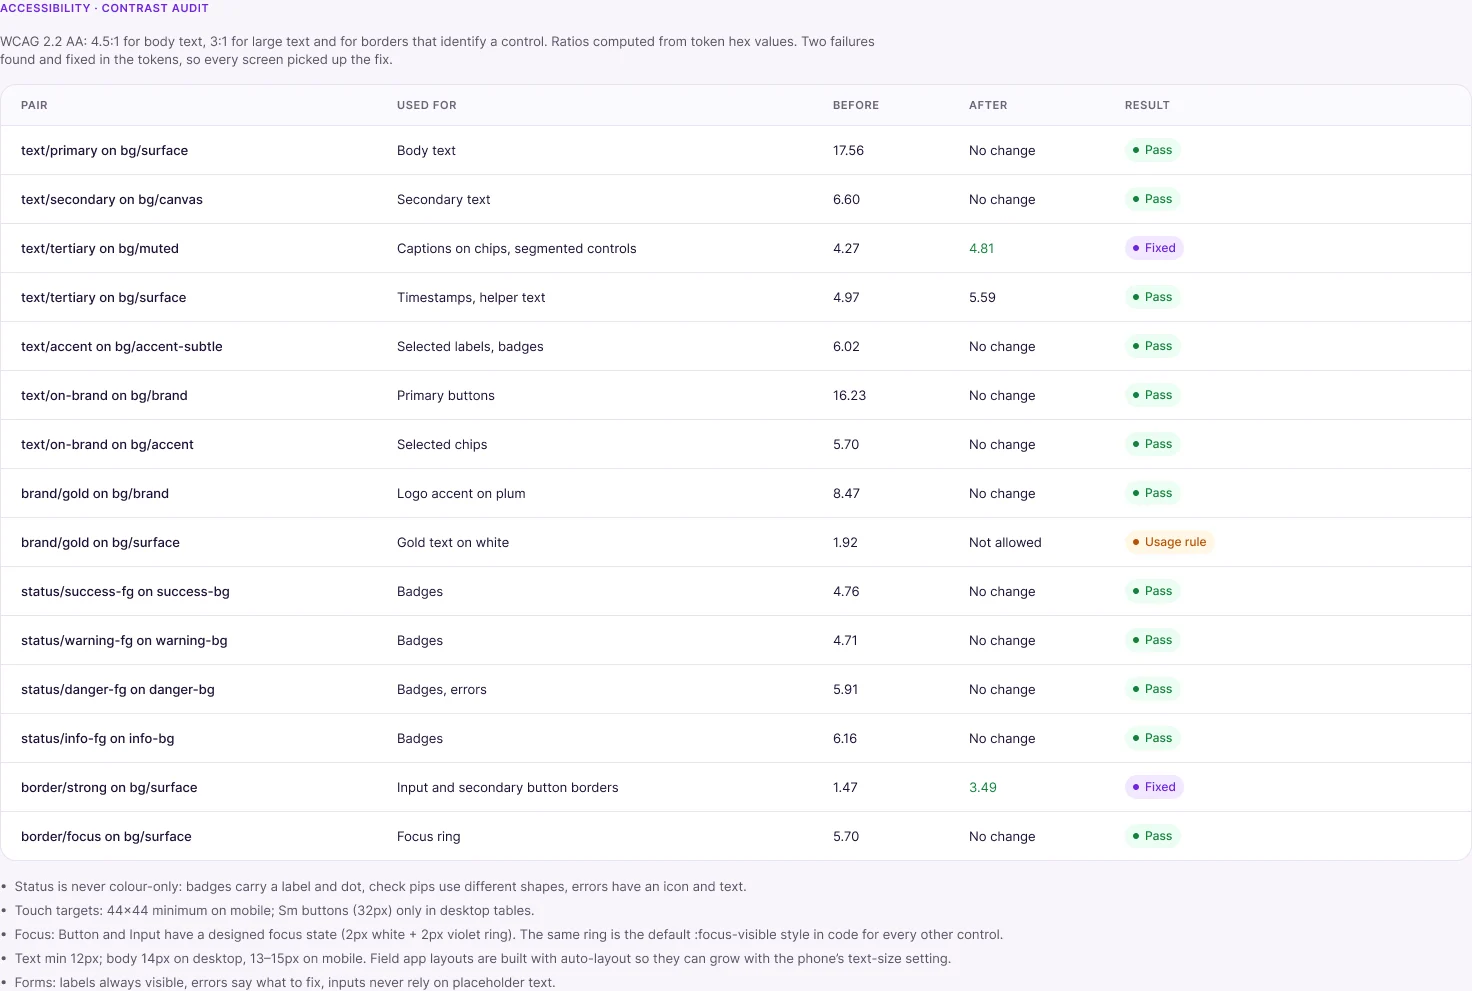 ACCESSIBILITY · CONTRAST AUDIT
WCAG 2.2 AA: 4.5:1 for body text, 3:1 for large text and for borders that identify a control. Ratios computed from token hex values. Two failures
found and fixed in the tokens, so every screen picked up the fix.
PAIR USED FOR BEFORE AFTER RESULT
text/primary on bg/surface Body text 17.56 No change Pass
text/secondary on bg/canvas Secondary text 6.60 No change Pass
text/tertiary on bg/muted Captions on chips, segmented controls 4.27 4.81 Fixed
text/tertiary on bg/surface Timestamps, helper text 4.97 5.59 Pass
text/accent on bg/accent-subtle Selected labels, badges 6.02 No change Pass
text/on-brand on bg/brand Primary buttons 16.23 No change Pass
text/on-brand on bg/accent Selected chips 5.70 No change Pass
brand/gold on bg/brand Logo accent on plum 8.47 No change Pass
brand/gold on bg/surface Gold text on white 1.92 Not allowed Usage rule
status/success-fg on success-bg Badges 4.76 No change Pass
status/warning-fg on warning-bg Badges 4.71 No change Pass
status/danger-fg on danger-bg Badges, errors 5.91 No change Pass
status/info-fg on info-bg Badges 6.16 No change Pass
border/strong on bg/surface Input and secondary button borders 1.47 3.49 Fixed
border/focus on bg/surface Focus ring 5.70 No change Pass
• Status is never colour-only: badges carry a label and dot, check pips use different shapes, errors have an icon and text.
• Touch targets: 44×44 minimum on mobile; Sm buttons (32px) only in desktop tables.
• Focus: Button and Input have a designed focus state (2px white + 2px violet ring). The same ring is the default :focus-visible style in code for every other control.
• Text min 12px; body 14px on desktop, 13–15px on mobile. Field app layouts are built with auto-layout so they can grow with the phone’s text-size setting.
• Forms: labels always visible, errors say what to fix, inputs never rely on placeholder text.